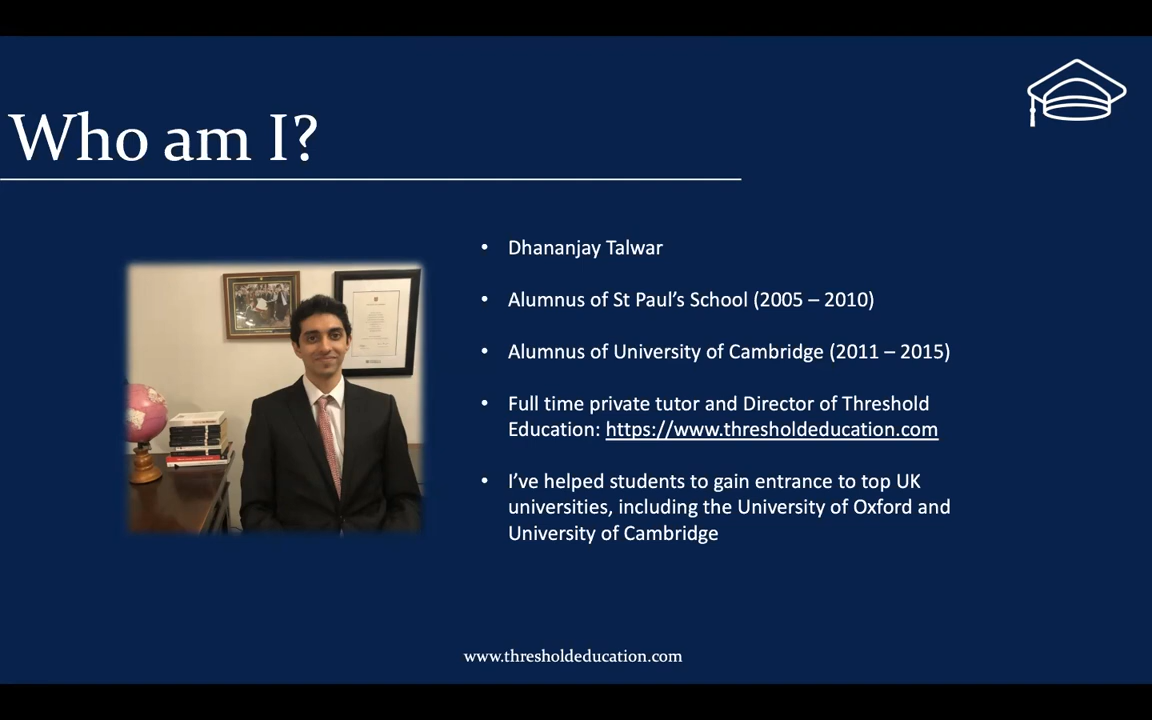 Who am I?
• Dhananjay Talwar
• Alumnus of St Paul’s School (2005 – 2010)
• Alumnus of University of Cambridge (2011 – 2015)
• Full time private tutor and Director of Threshold
Education: https://www.thresholdeducation.com
• I’ve helped students to gain entrance to top UK
universities, including the University of Oxford and
University of Cambridge
www.thresholdeducation.com